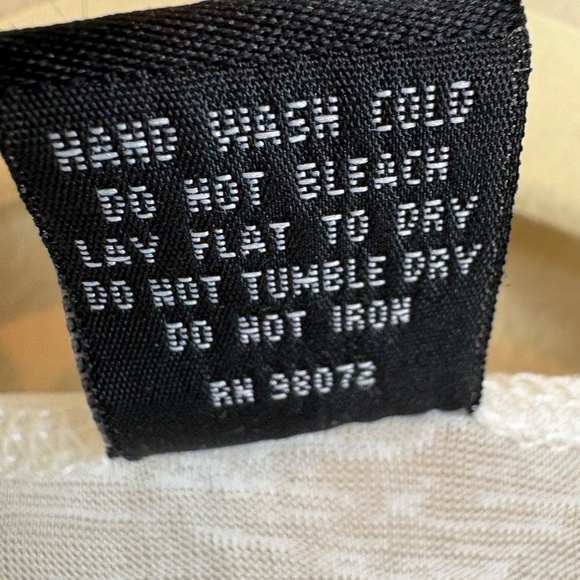 HAND WASH COLD
DO NOT BLEACH
LAY FLAT TO DRY
DO NOT TUMBLE DRY
DO NOT IRON
RN 98072